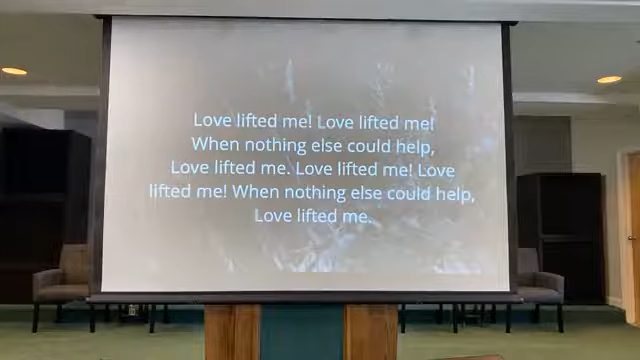 Love lifted me! Love lifted me!
When nothing else could help,
Love lifted me. Love lifted me! Love
lifted me! When nothing else could help,
Love lifted me.